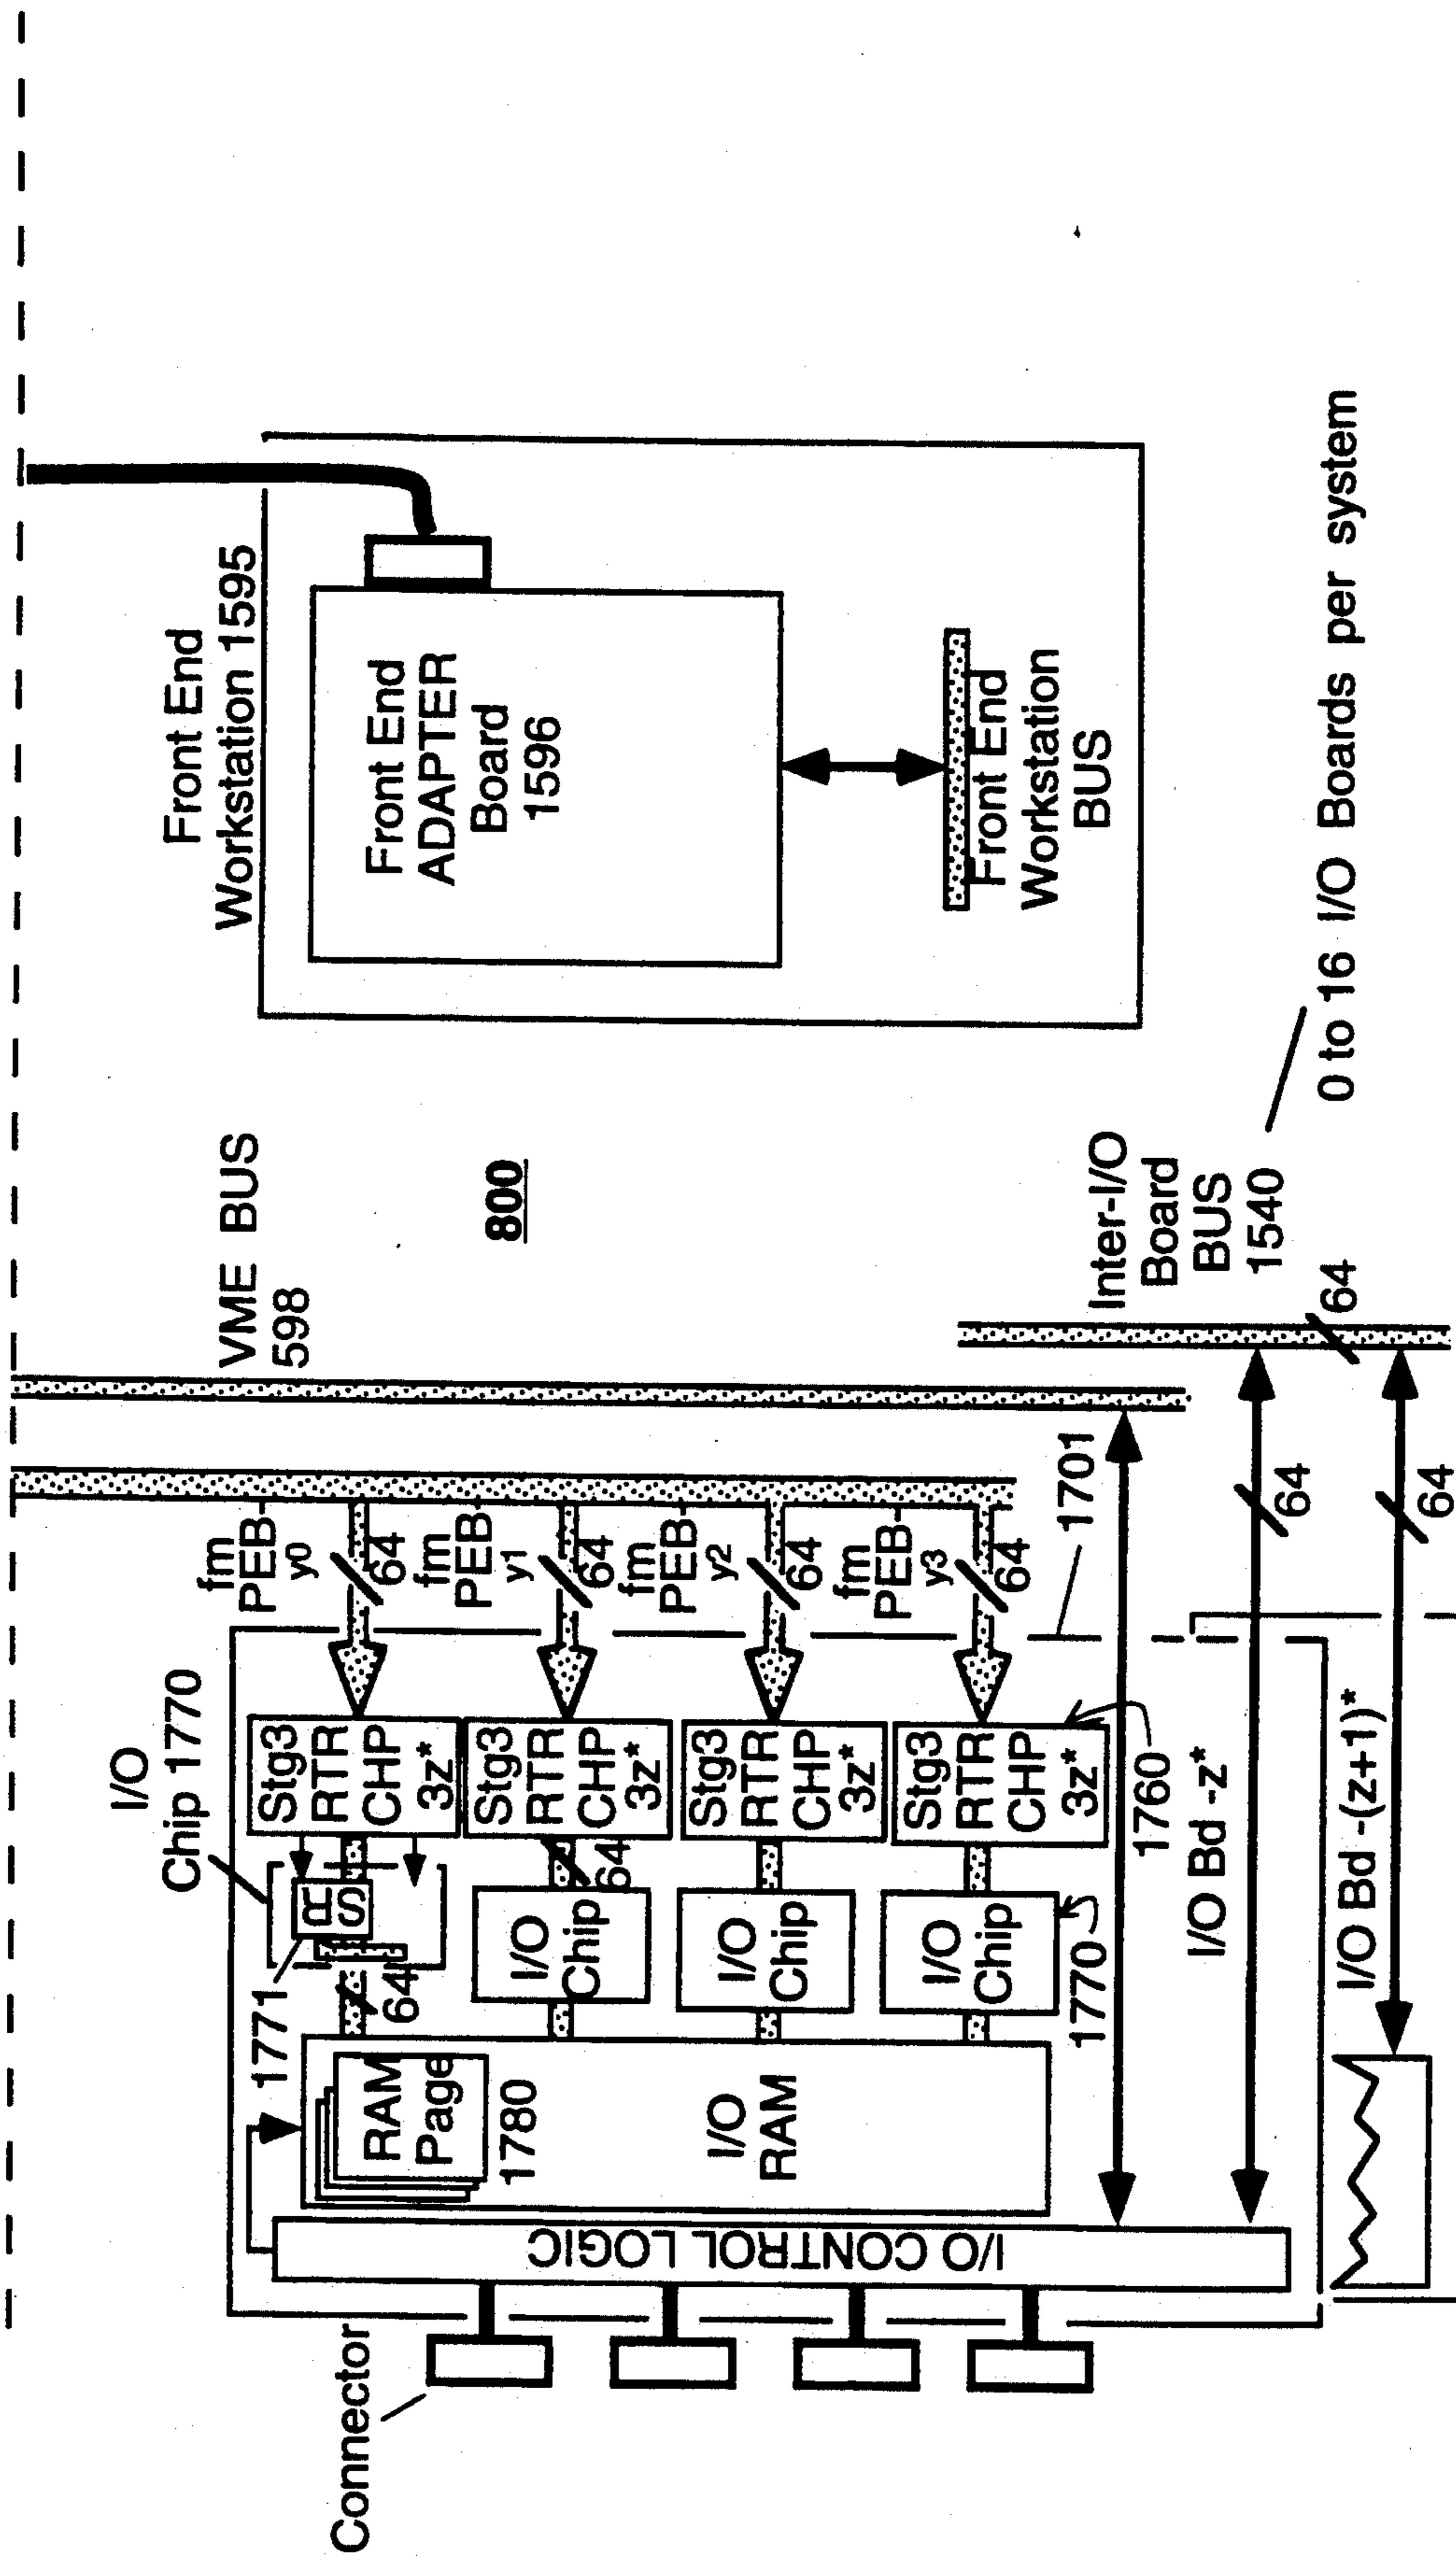 Connector
I/O
Chip 1770
1771
RAM
Page
1780
I/O
RAM
I/O CONTROL LOGIC
R
S
64
I/O
Chip
64
I/O
Chip
I/O
Chip
1770
Stg3
RTR
CHP
3z*
Stg3
RTR
CHP
3z*
Stg3
RTR
CHP
3z*
Stg3
RTR
CHP
3z*
1760
fm
PEB
y0
64
fm
PEB
y1
64
fm
PEB
y2
64
fm
PEB
y3
64
1701
I/O Bd -z*
64
I/O Bd -(z+1)*
64
VME BUS
598
800
Inter-I/O
Board
BUS
1540
64
0 to 16 I/O Boards per system
Front End
Workstation 1595
Front End
ADAPTER
Board
1596
Front End
Workstation
BUS